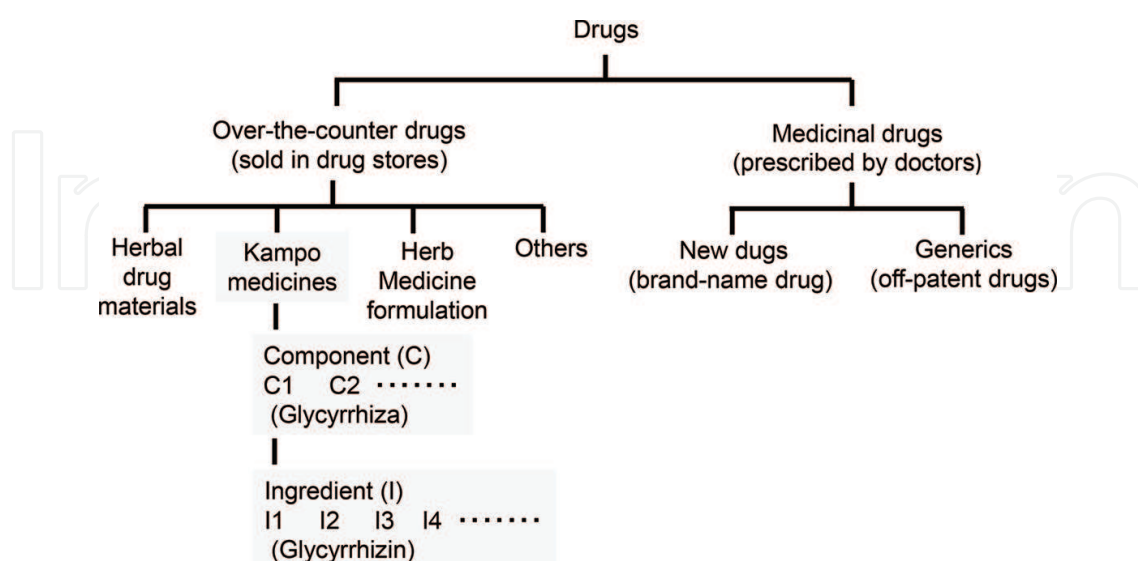 Drugs
Over-the-counter drugs
(sold in drug stores)
Medicinal drugs
(prescribed by doctors)
Herbal
drug
materials
Kampo
medicines
Herb
Medicine
formulation
Others
New dugs
(brand-name drug)
Generics
(off-patent drugs)
Component (C)
C1 C2 ·······
(Glycyrrhiza)
Ingredient (I)
I1 I2 I3 I4 ·······
(Glycyrrhizin)